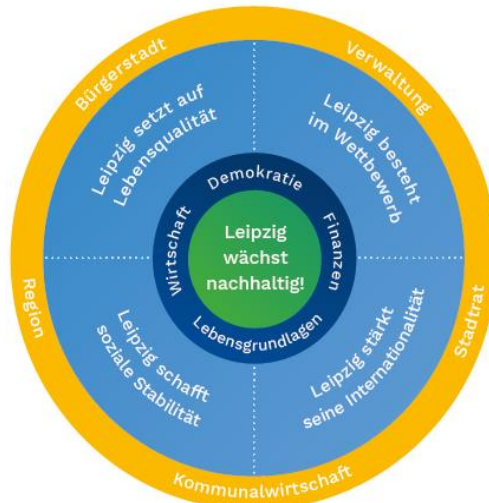 Bürgerstadt
Verwaltung
Leipzig setzt auf
Lebensqualität
Leipzig besteht
im Wettbewerb
Demokratie
Wirtschaft
Finanzen
Leipzig
wächst
nachhaltig!
Lebensgrundlagen
Region
Stadtrat
Leipzig schafft
soziale Stabilität
Leipzig stärkt
seine Internationalität
Kommunalwirtschaft